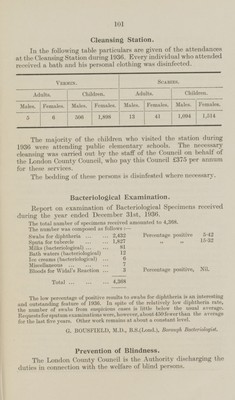 101
Cleansing Station.
In the following table particulars are given of the attendances
at the Cleansing Station during 1936. Every individual who attended
received a bath and his personal clothing was disinfected.
Vermin. Scabies.
Adults. Children. Adults. Children.
Males. Females. Males. Females. Males. Females. Males. Females.
5 6 506 1,898 13 41 1,094 1,514
The majority of the children who visited the station during
1936 were attending public elementary schools. The necessary
cleansing was carried out by the staff of the Council on behalf of
the London County Council, who pay this Council £375 per annum
for these services.
The bedding of these persons is disinfected where necessary.
Bacteriological Examination.
Report on examination of Bacteriological Specimens received
during the year ended December 31st, 1936.
The total number of specimens received amounted to 4,368.
The number was composed as follows :—
Swabs for diphtheria ... ... 2,432 Percentage positive 5·42
Sputa for tubercle ... ... 1,827 „ „ 15·52
Milks (bacteriological) ... ... 81
Bath waters (bacteriological) 12
Ice creams (bacteriological) ... 6
Miscellaneous ... ... ... 7
Bloods for Widal's Reaction ... 3 Percentage positive, Nil.
Total ... ... ... 4,368
The low percentage of positive results to swabs for diphtheria is an interesting
and outstanding feature of 1936. In spite of the relatively low diphtheria rate,
the number of swabs from suspicious cases is little below the usual average.
Requests for sputum examinations were, however, about 450 fewer than the average
for the last five years. Other work remains at about a constant level.
G. BOUSFIELD, M.D., B.S.(Lond.), Borough Bacteriologist.
Prevention of Blindness.
The London County Council is the Authority discharging the
duties in connection with the welfare of blind persons.